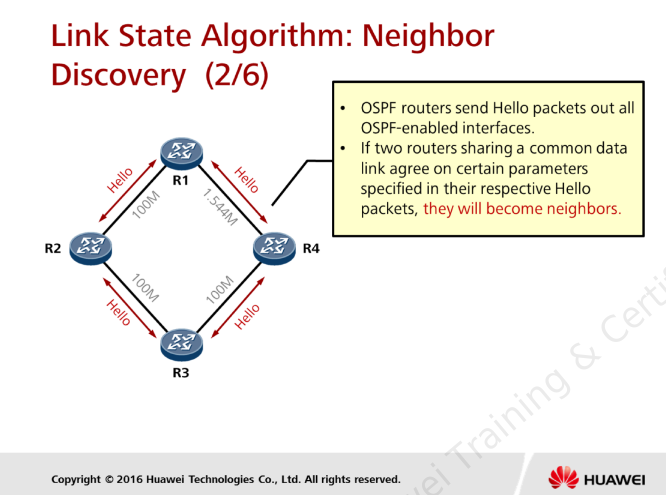 Link State Algorithm: Neighbor
Discovery (2/6)
• OSPF routers send Hello packets out all
OSPF-enabled interfaces.
• If two routers sharing a common data
link agree on certain parameters
specified in their respective Hello
packets, they will become neighbors.
Hello
R1
Hello
100M
1.544M
R2
R4
100M
100M
Hello
Hello
R3
Training & Certi
Copyright © 2016 Huawei Technologies Co., Ltd. All rights reserved.
HUAWEI